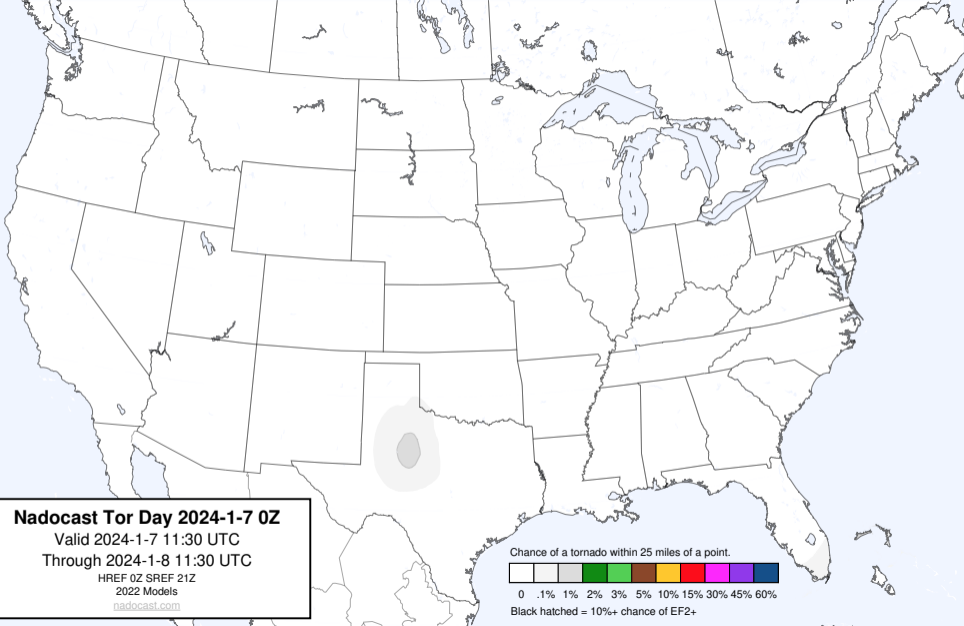 Nadocast Tor Day 2024-1-7 0Z
Valid 2024-1-7 11:30 UTC
Through 2024-1-8 11:30 UTC
HREF 0Z SREF 21Z
2022 Models
nadocast.com
Chance of a tornado within 25 miles of a point.
0 .1% 1% 2% 3% 5% 10% 15% 30% 45% 60%
Black hatched = 10%+ chance of EF2+